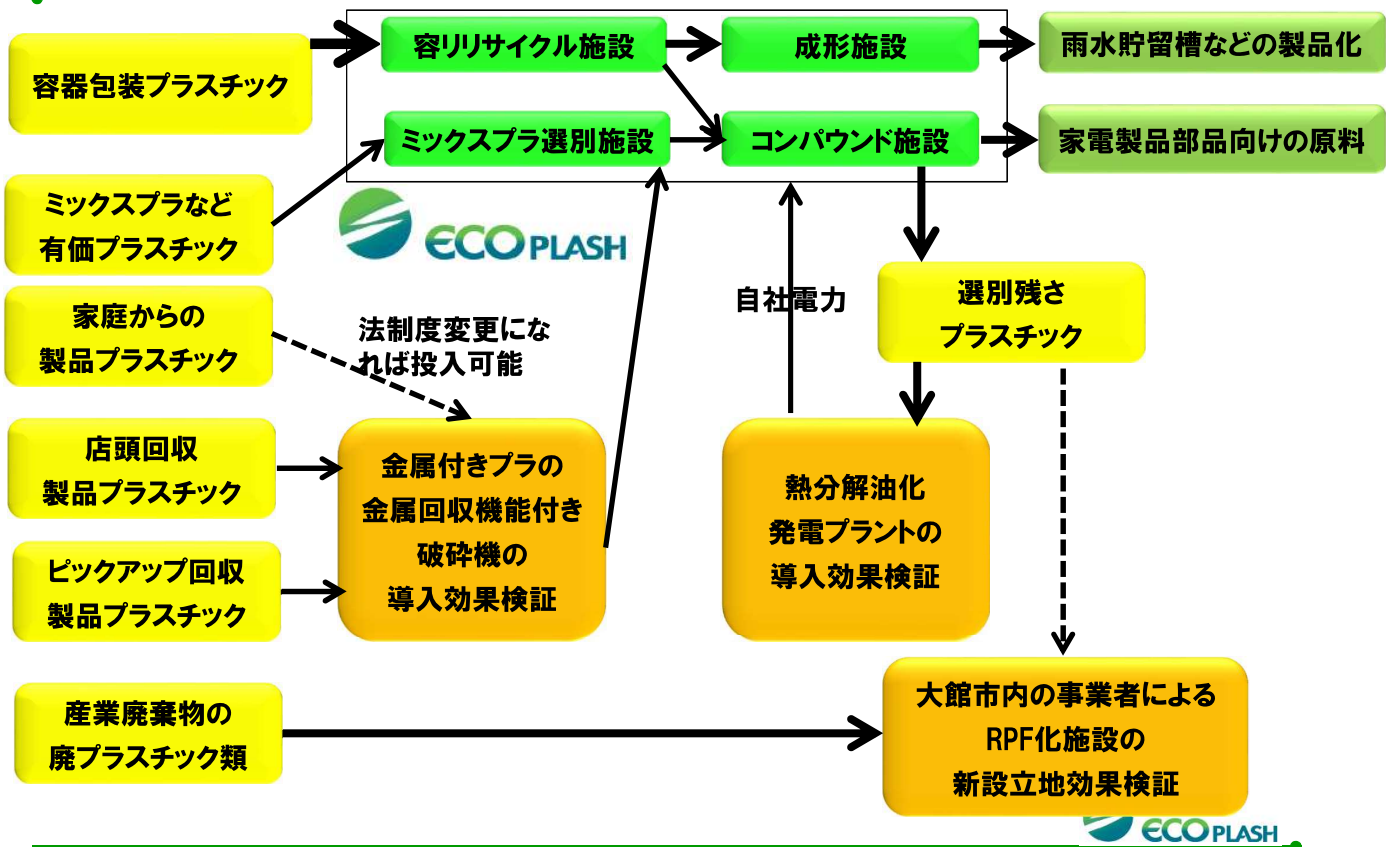 容器包装プラスチック
容リリサイクル施設
成形施設
雨水貯留槽などの製品化
ミックスプラ選別施設
コンパウンド施設
家電製品部品向けの原料
ミックスプラなど
有価プラスチック
ECO PLASH
家庭からの
製品プラスチック
法制度変更にな
れば投入可能
自社電力
選別残さ
プラスチック
店頭回収
製品プラスチック
金属付きプラの
金属回収機能付き
破砕機の
導入効果検証
熱分解油化
発電プラントの
導入効果検証
ピックアップ回収
製品プラスチック
産業廃棄物の
廃プラスチック類
大館市内の事業者による
RPF化施設の
新設立地効果検証
ECO PLASH